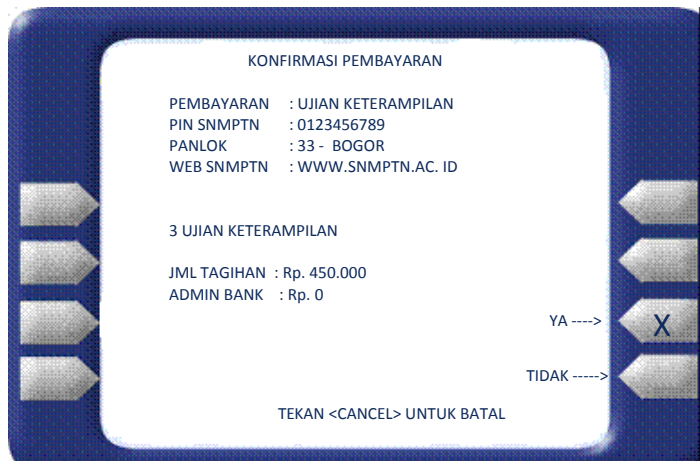 KONFIRMASI PEMBAYARAN
PEMBAYARAN : UJIAN KETERAMPILAN
PIN SNMPTN : 0123456789
PANLOK : 33 - BOGOR
WEB SNMPTN : WWW.SNMPTN.AC. ID
3 UJIAN KETERAMPILAN
JML TAGIHAN : Rp. 450.000
ADMIN BANK : Rp. 0
YA ----> X
TIDAK ----->
TEKAN <CANCEL> UNTUK BATAL